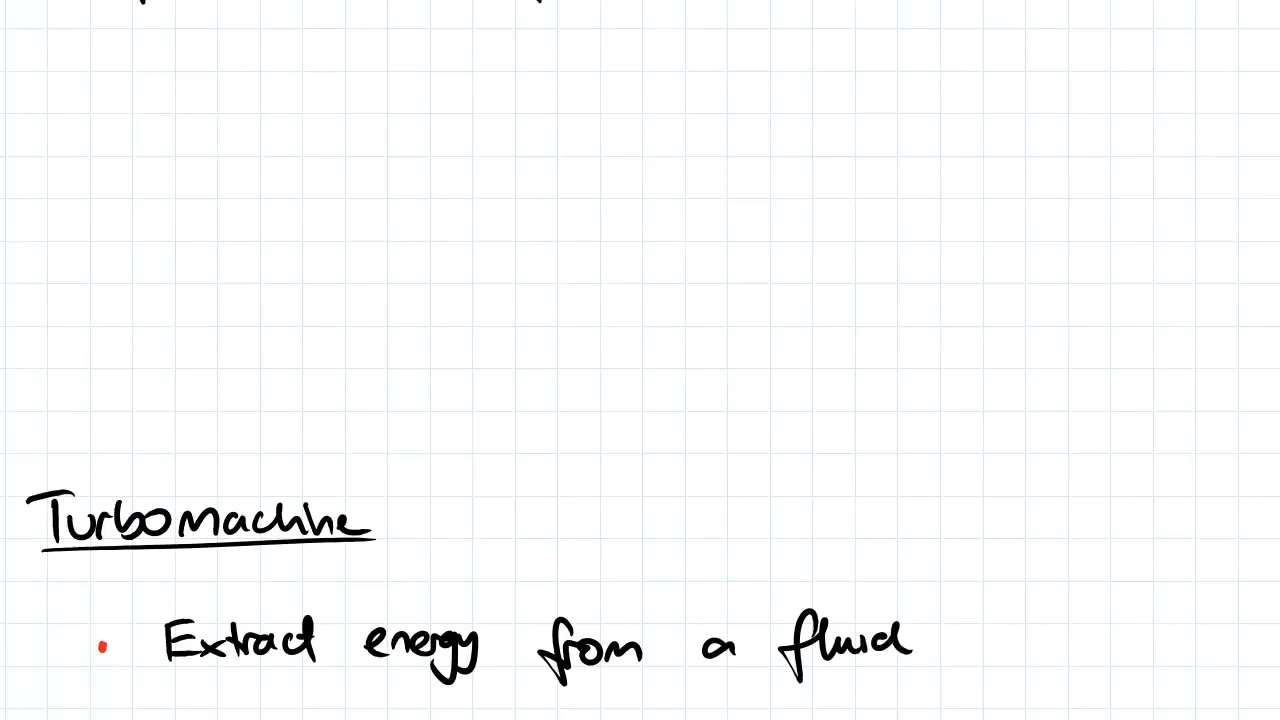 Turbomachine
• Extract energy from a fluid